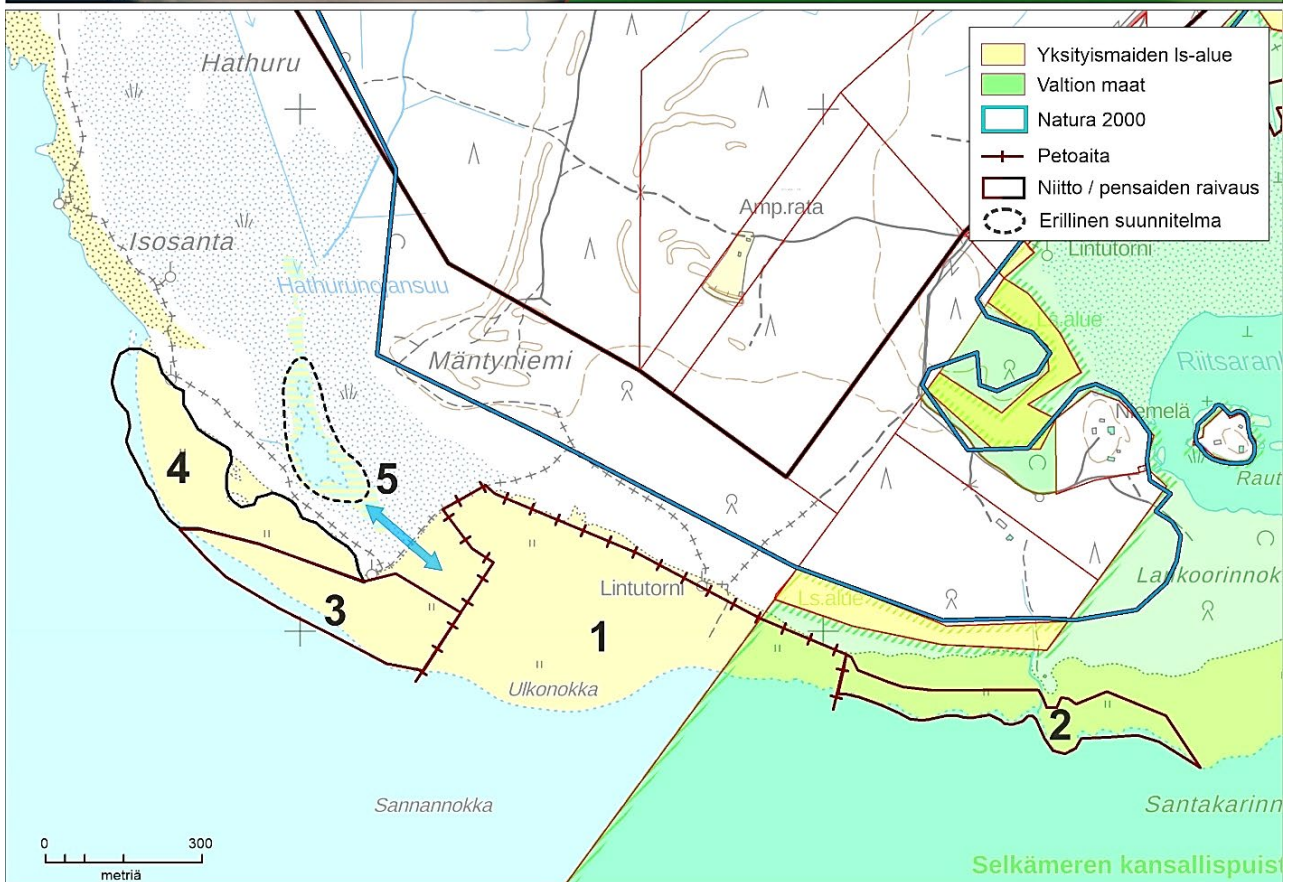 Hathuru
Yksityismaiden ls-alue
Valtion maat
Natura 2000
Petoaita
Niitto / pensaiden raivaus
Erillinen suunnitelma
Amp.rata
Isosanta
Lintutorni
Hathurunojansuu
Ls.alue
Mäntyniemi
Riitsaran
Niemelä
4
5
Raut
Lankoorinnok
Lintutorni
Ls.alue
3
1
Ulkonokka
2
Sannannokka
Santakarinn
0 300
metriä
Selkämeren kansallispuist